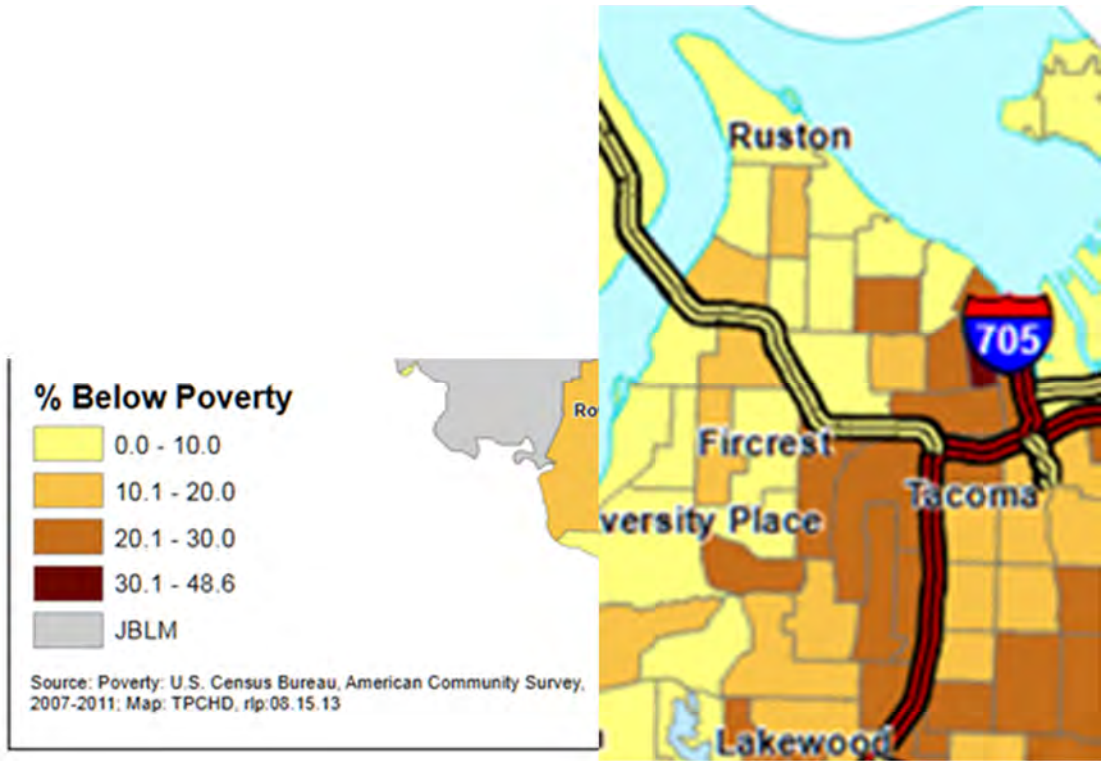 % Below Poverty
0.0 - 10.0
10.1 - 20.0
20.1 - 30.0
30.1 - 48.6
JBLM
Source: Poverty: U.S. Census Bureau, American Community Survey,
2007-2011; Map: TPCHD, rlp:08.15.13
Ro
Ruston
705
Fircrest
Tacoma
versity Place
Lakewood